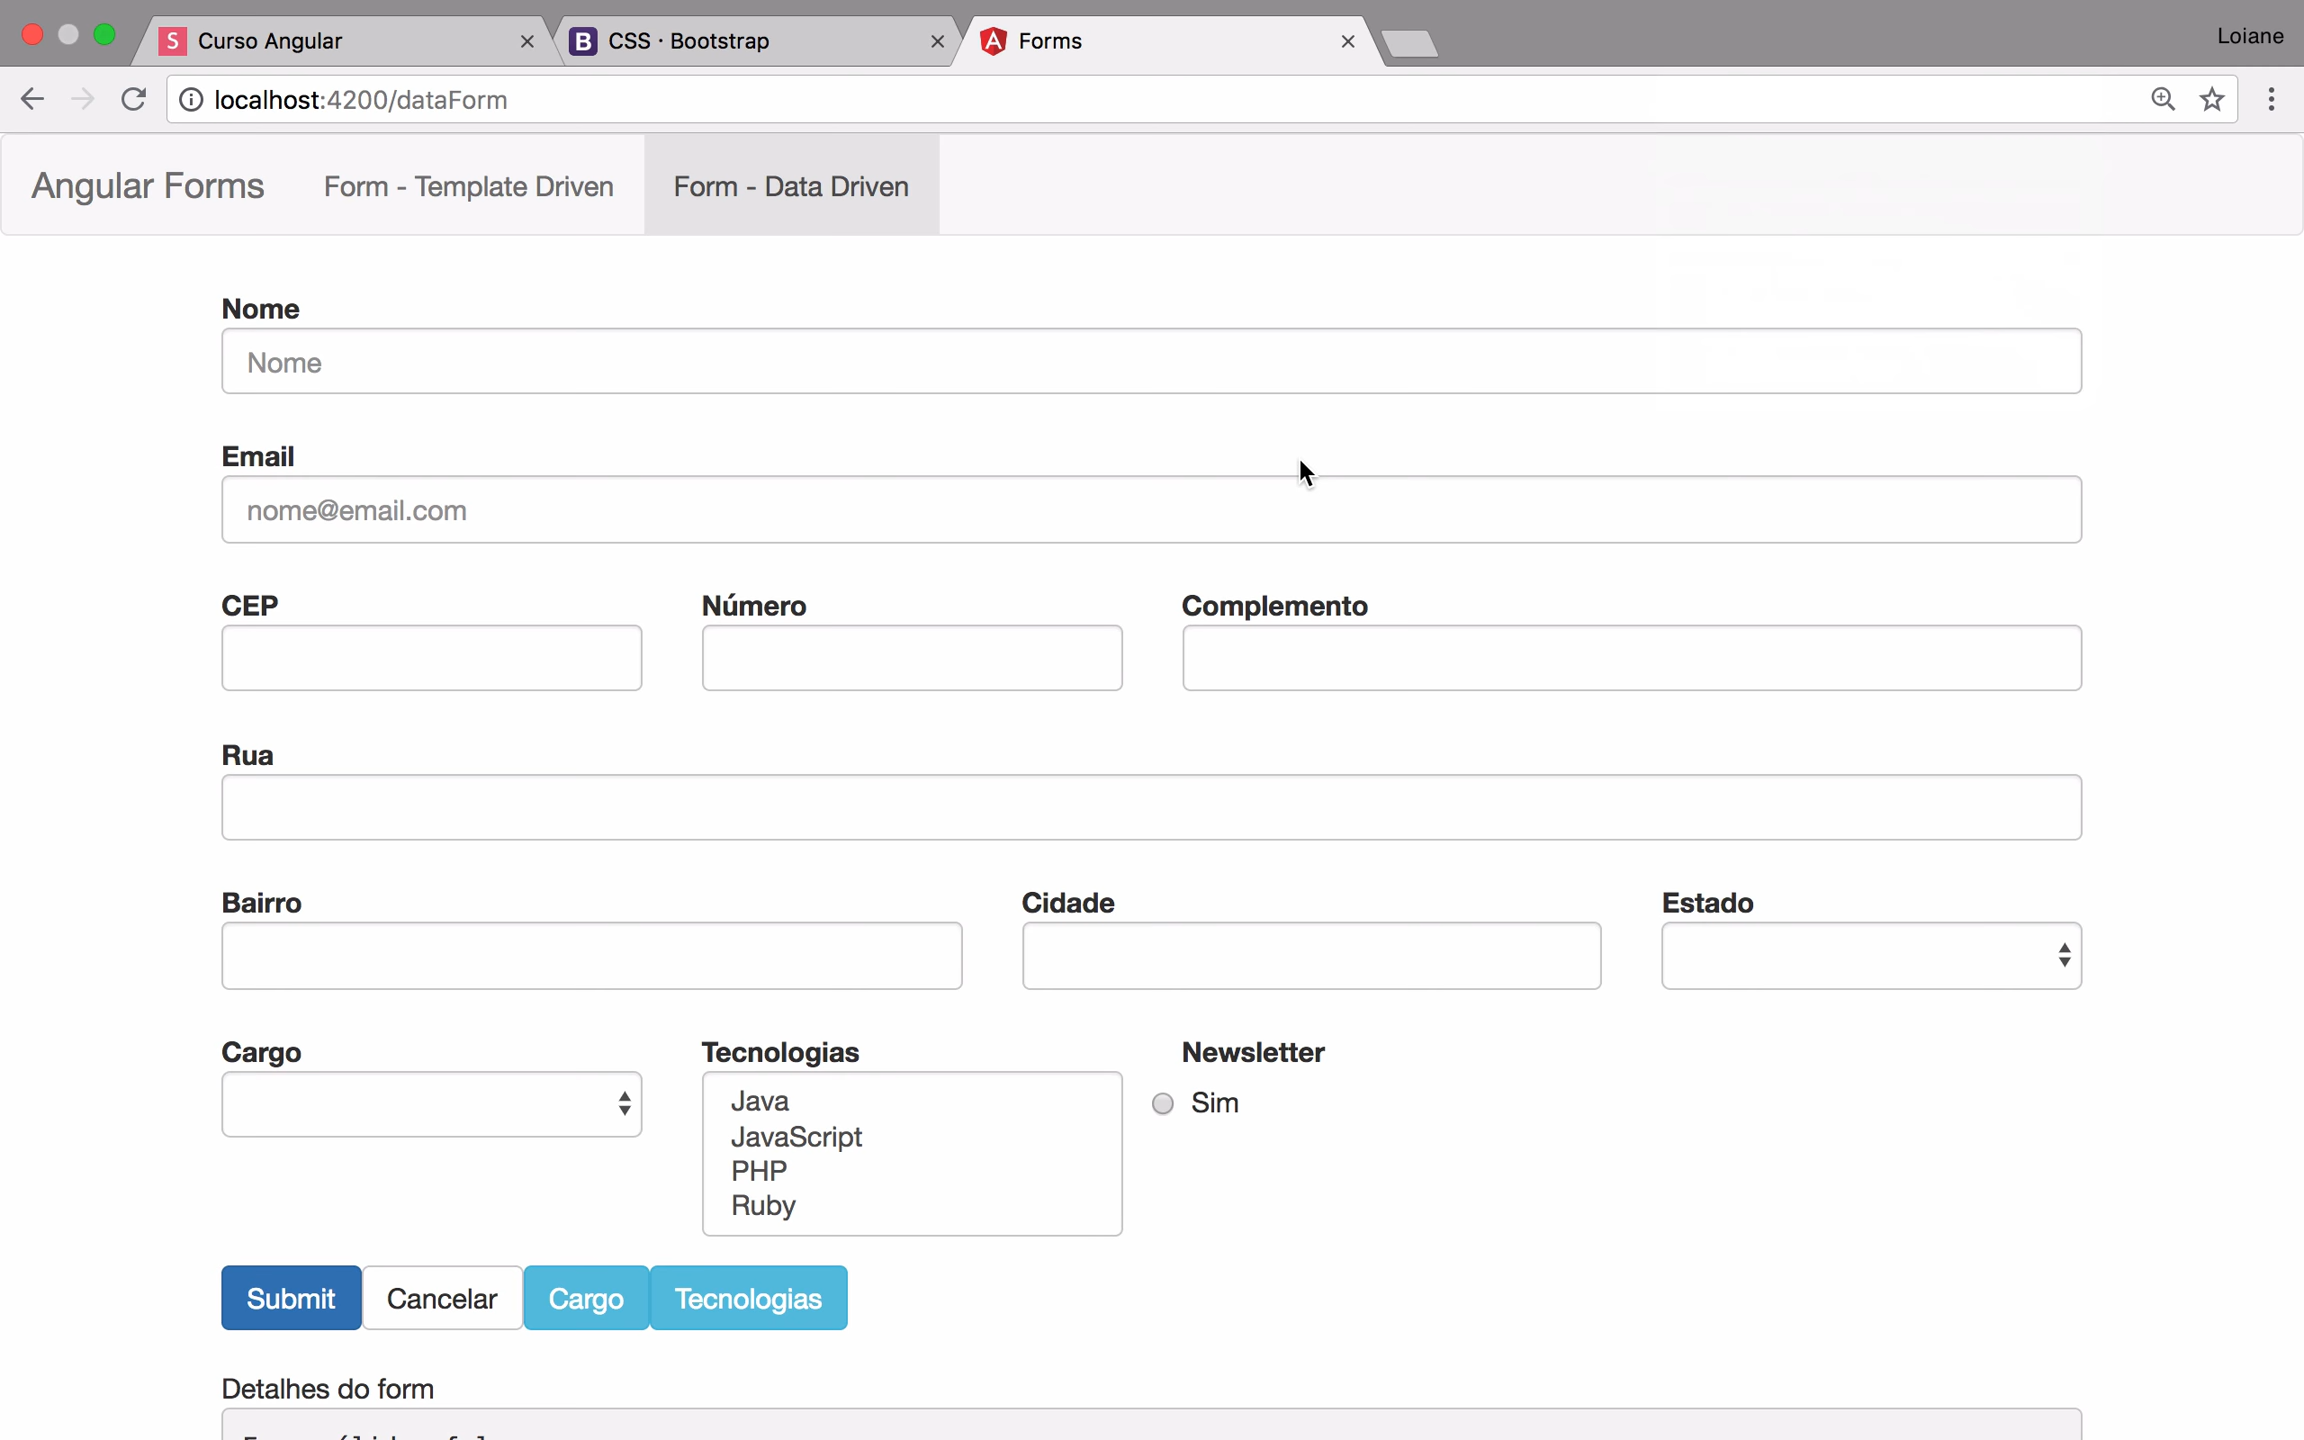 S Curso Angular
B CSS · Bootstrap
A Forms
Loiane
localhost:4200/dataForm
Angular Forms
Form - Template Driven
Form - Data Driven
Nome
Nome
Email
nome@email.com
CEP
Número
Complemento
Rua
Bairro
Cidade
Estado
Cargo
Tecnologias
Newsletter
Java
JavaScript
PHP
Ruby
Sim
Submit
Cancelar
Cargo
Tecnologias
Detalhes do form